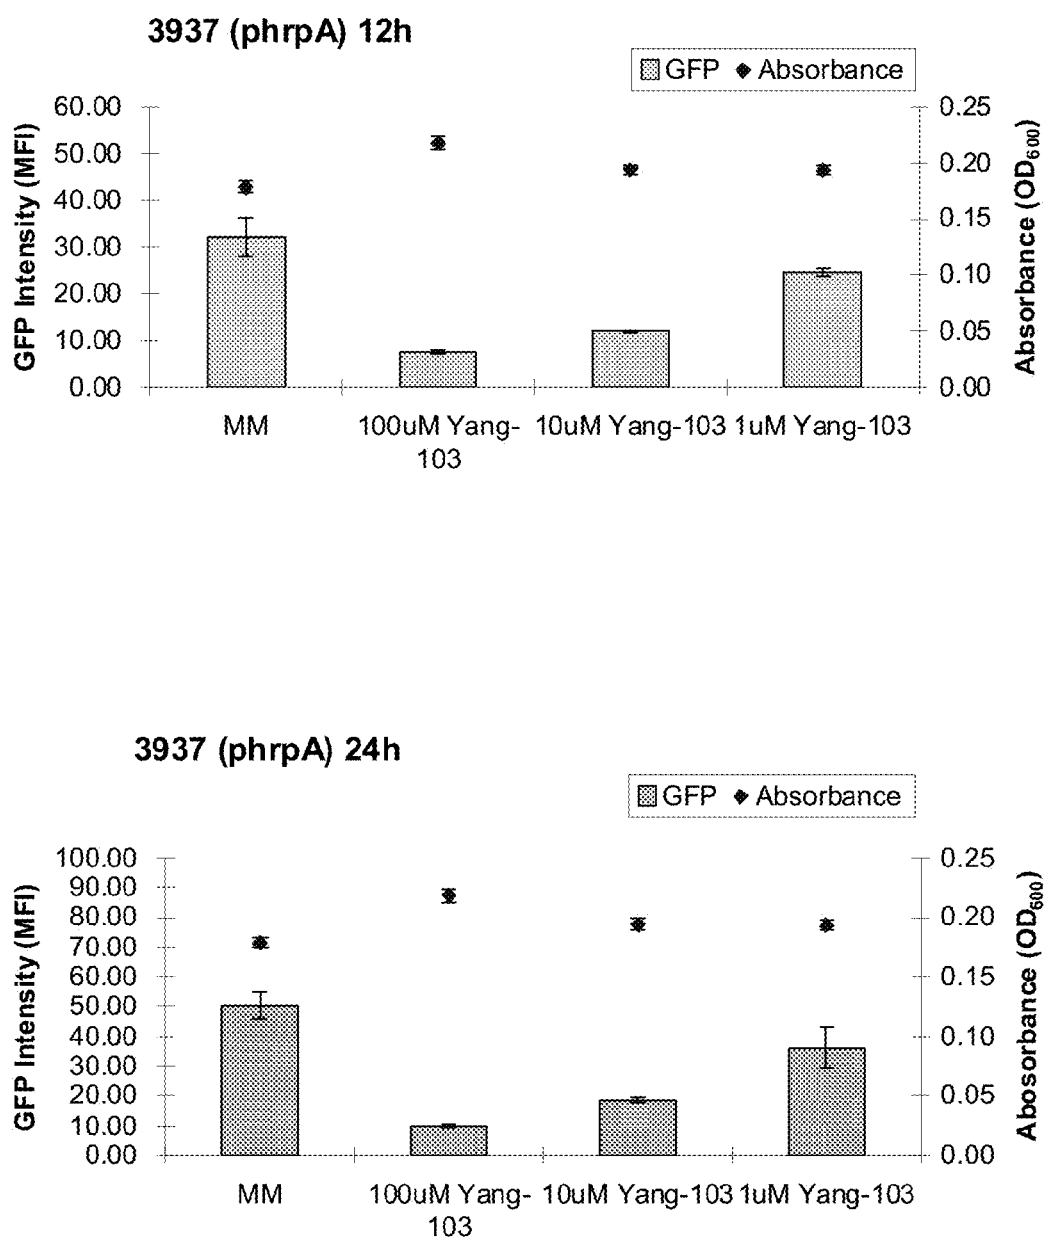 3937 (phrpA) 12h
GFP Absorbance
60.00
50.00
40.00
30.00
20.00
10.00
0.00
GFP Intensity (MFI)
0.25
0.20
0.15
0.10
0.05
0.00
Absorbance (OD600)
MM
100uM Yang-
103
10uM Yang-103
1uM Yang-103
3937 (phrpA) 24h
GFP Absorbance
100.00
90.00
80.00
70.00
60.00
50.00
40.00
30.00
20.00
10.00
0.00
GFP Intensity (MFI)
0.25
0.20
0.15
0.10
0.05
0.00
Abosorbance (OD600)
MM
100uM Yang-
103
10uM Yang-103
1uM Yang-103